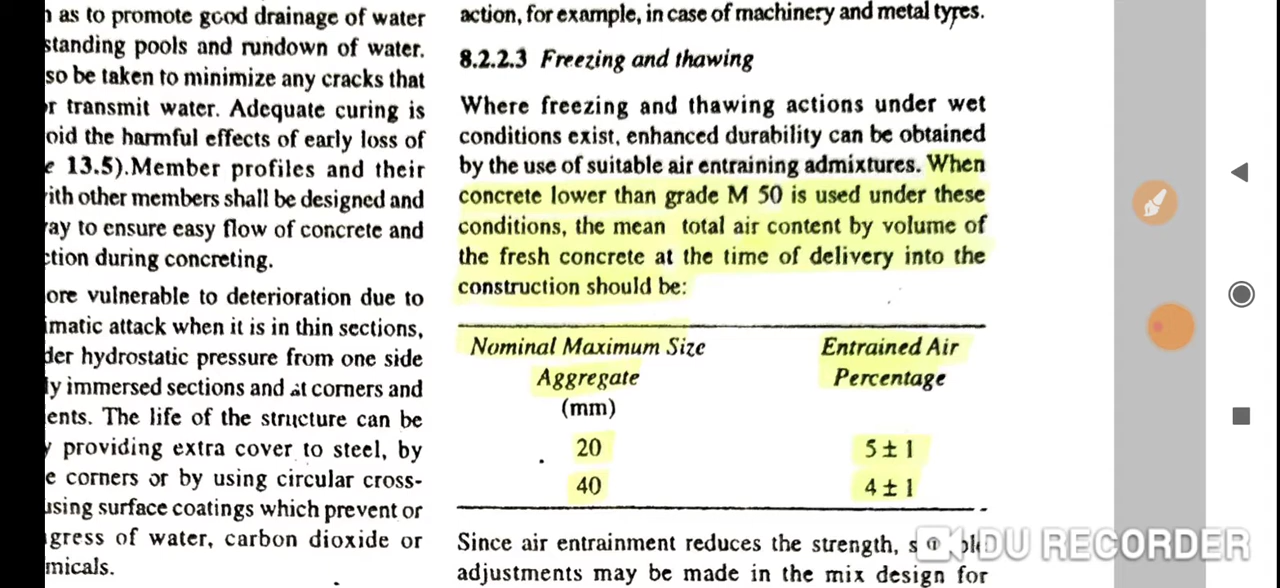 as to promote good drainage of water
standing pools and rundown of water.
so be taken to minimize any cracks that
r transmit water. Adequate curing is
oid the harmful effects of early loss of
e 13.5).Member profiles and their
ith other members shall be designed and
ay to ensure easy flow of concrete and
ction during concreting.
ore vulnerable to deterioration due to
imatic attack when it is in thin sections,
der hydrostatic pressure from one side
ly immersed sections and at corners and
ents. The life of the structure can be
y providing extra cover to steel, by
e corners or by using circular cross-
using surface coatings which prevent or
gress of water, carbon dioxide or
micals.
action, for example, in case of machinery and metal types.
8.2.2.3 Freezing and thawing
Where freezing and thawing actions under wet
conditions exist, enhanced durability can be obtained
by the use of suitable air entraining admixtures. When
concrete lower than grade M 50 is used under these
conditions, the mean total air content by volume of
the fresh concrete at the time of delivery into the
construction should be:
Nominal Maximum Size Entrained Air
Aggregate Percentage
(mm)
20 5 ± 1
40 4 ± 1
Since air entrainment reduces the strength,
adjustments may be made in the mix design for
DU RECORDER